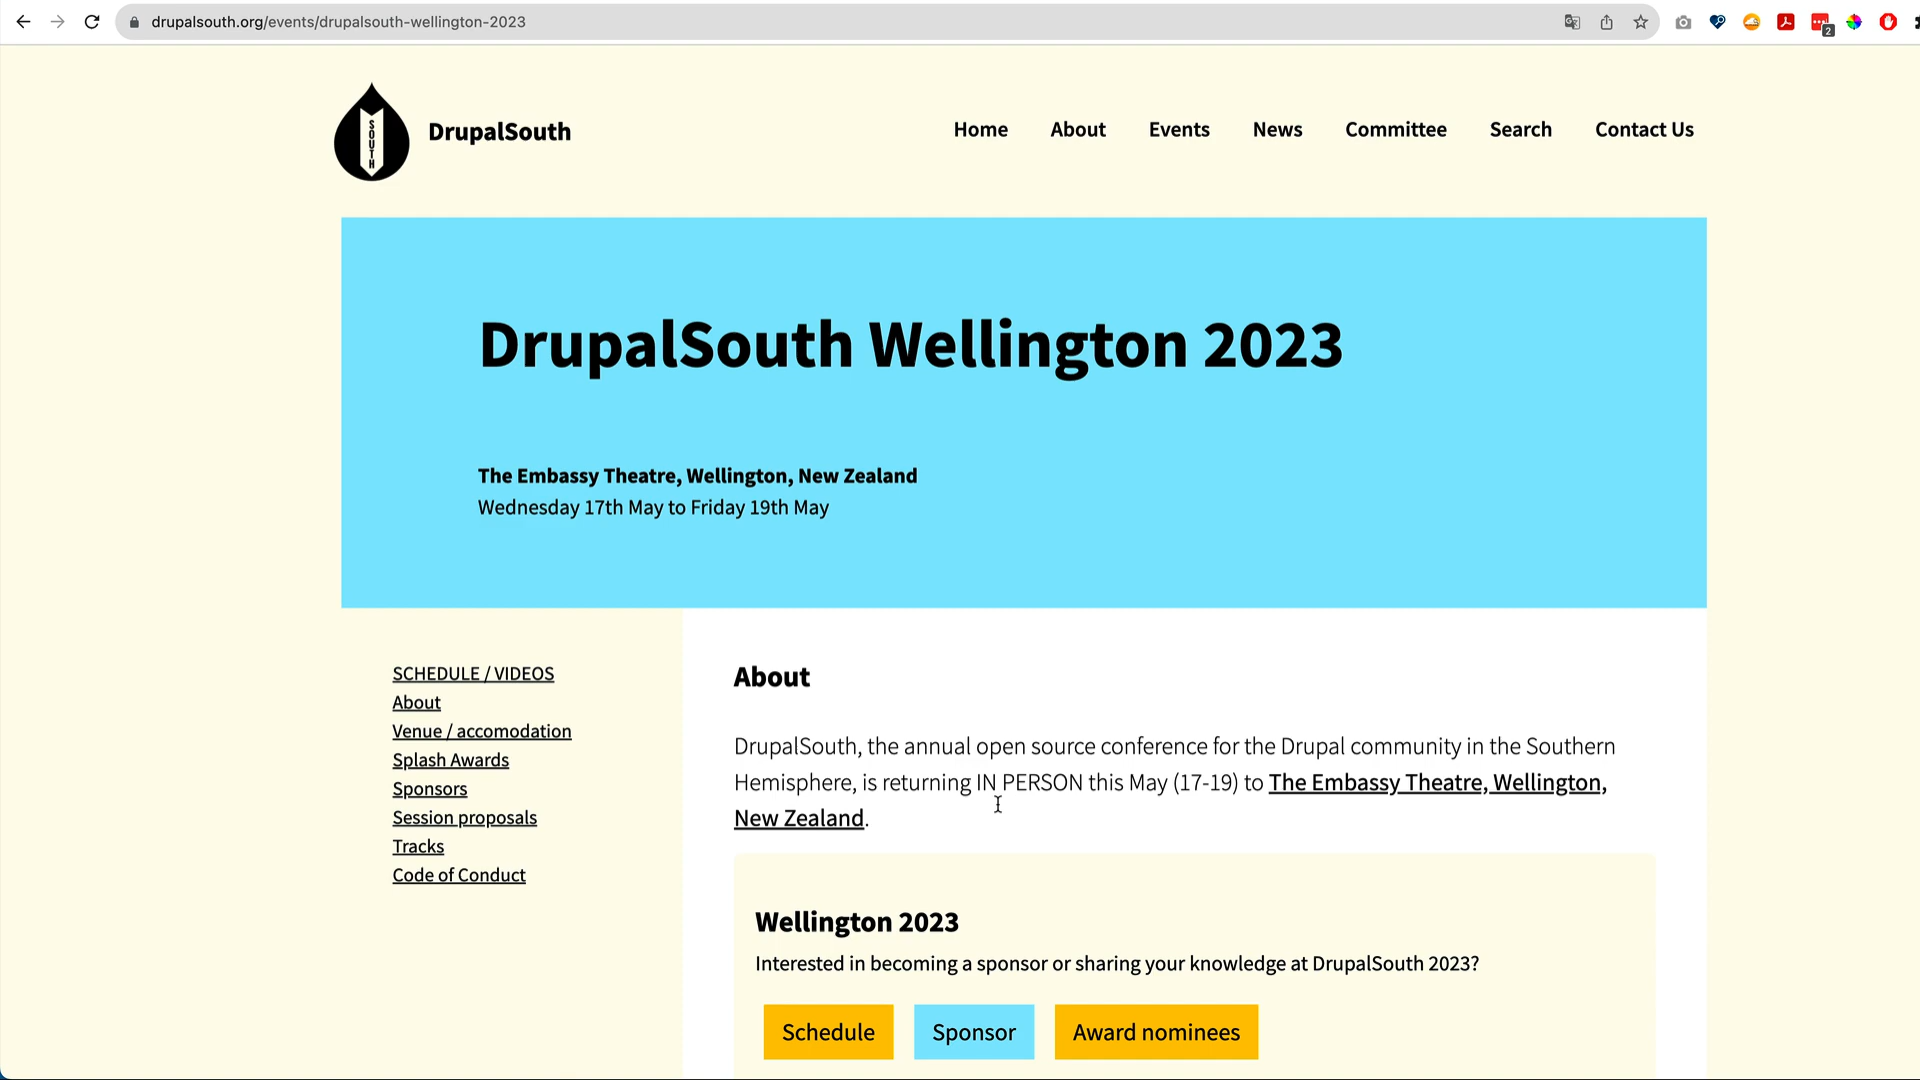 drupalsouth.org/events/drupalsouth-wellington-2023
2
SOUTH
DrupalSouth
Home About Events News Committee Search Contact Us
DrupalSouth Wellington 2023
The Embassy Theatre, Wellington, New Zealand
Wednesday 17th May to Friday 19th May
SCHEDULE / VIDEOS
About
Venue / accomodation
Splash Awards
Sponsors
Session proposals
Tracks
Code of Conduct
About
DrupalSouth, the annual open source conference for the Drupal community in the Southern
Hemisphere, is returning IN PERSON this May (17-19) to The Embassy Theatre, Wellington,
New Zealand.
Wellington 2023
Interested in becoming a sponsor or sharing your knowledge at DrupalSouth 2023?
Schedule Sponsor Award nominees